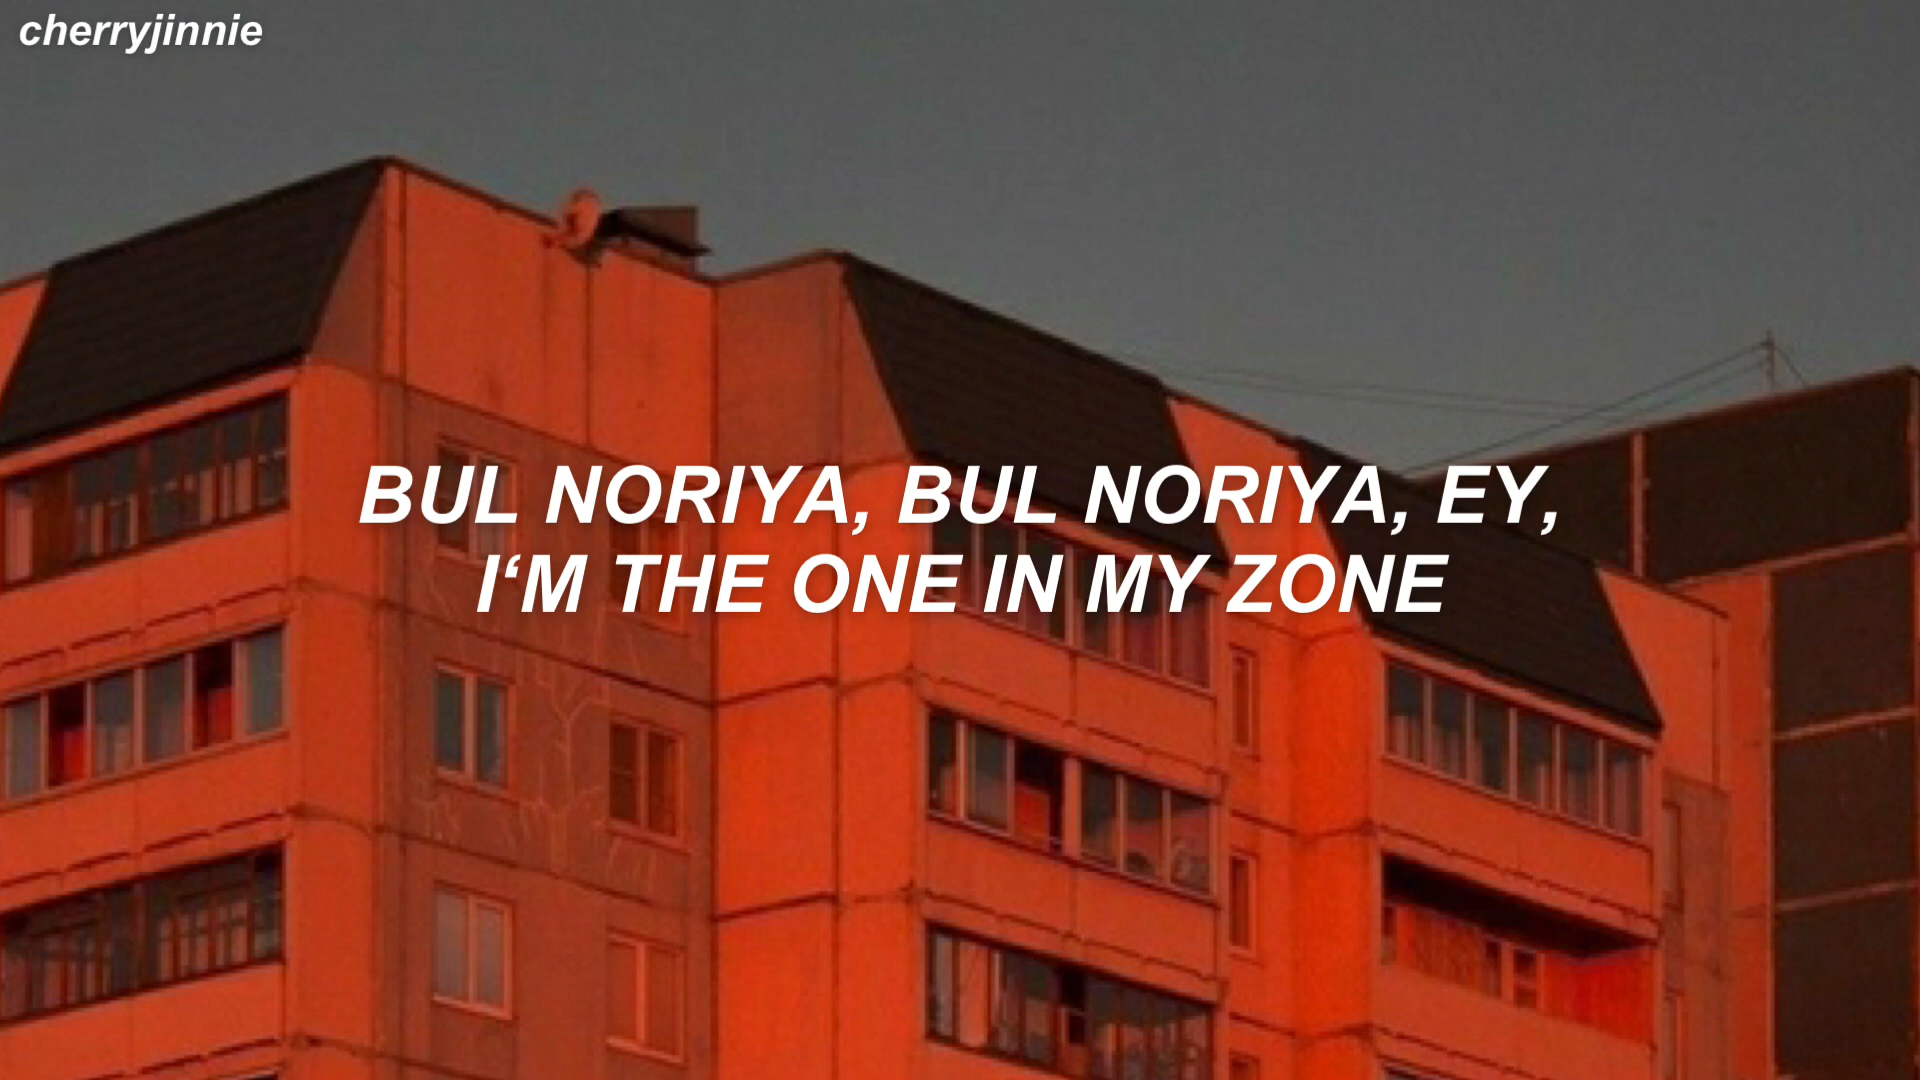 cherryjinnie
BUL NORIYA, BUL NORIYA, EY,
I‘M THE ONE IN MY ZONE